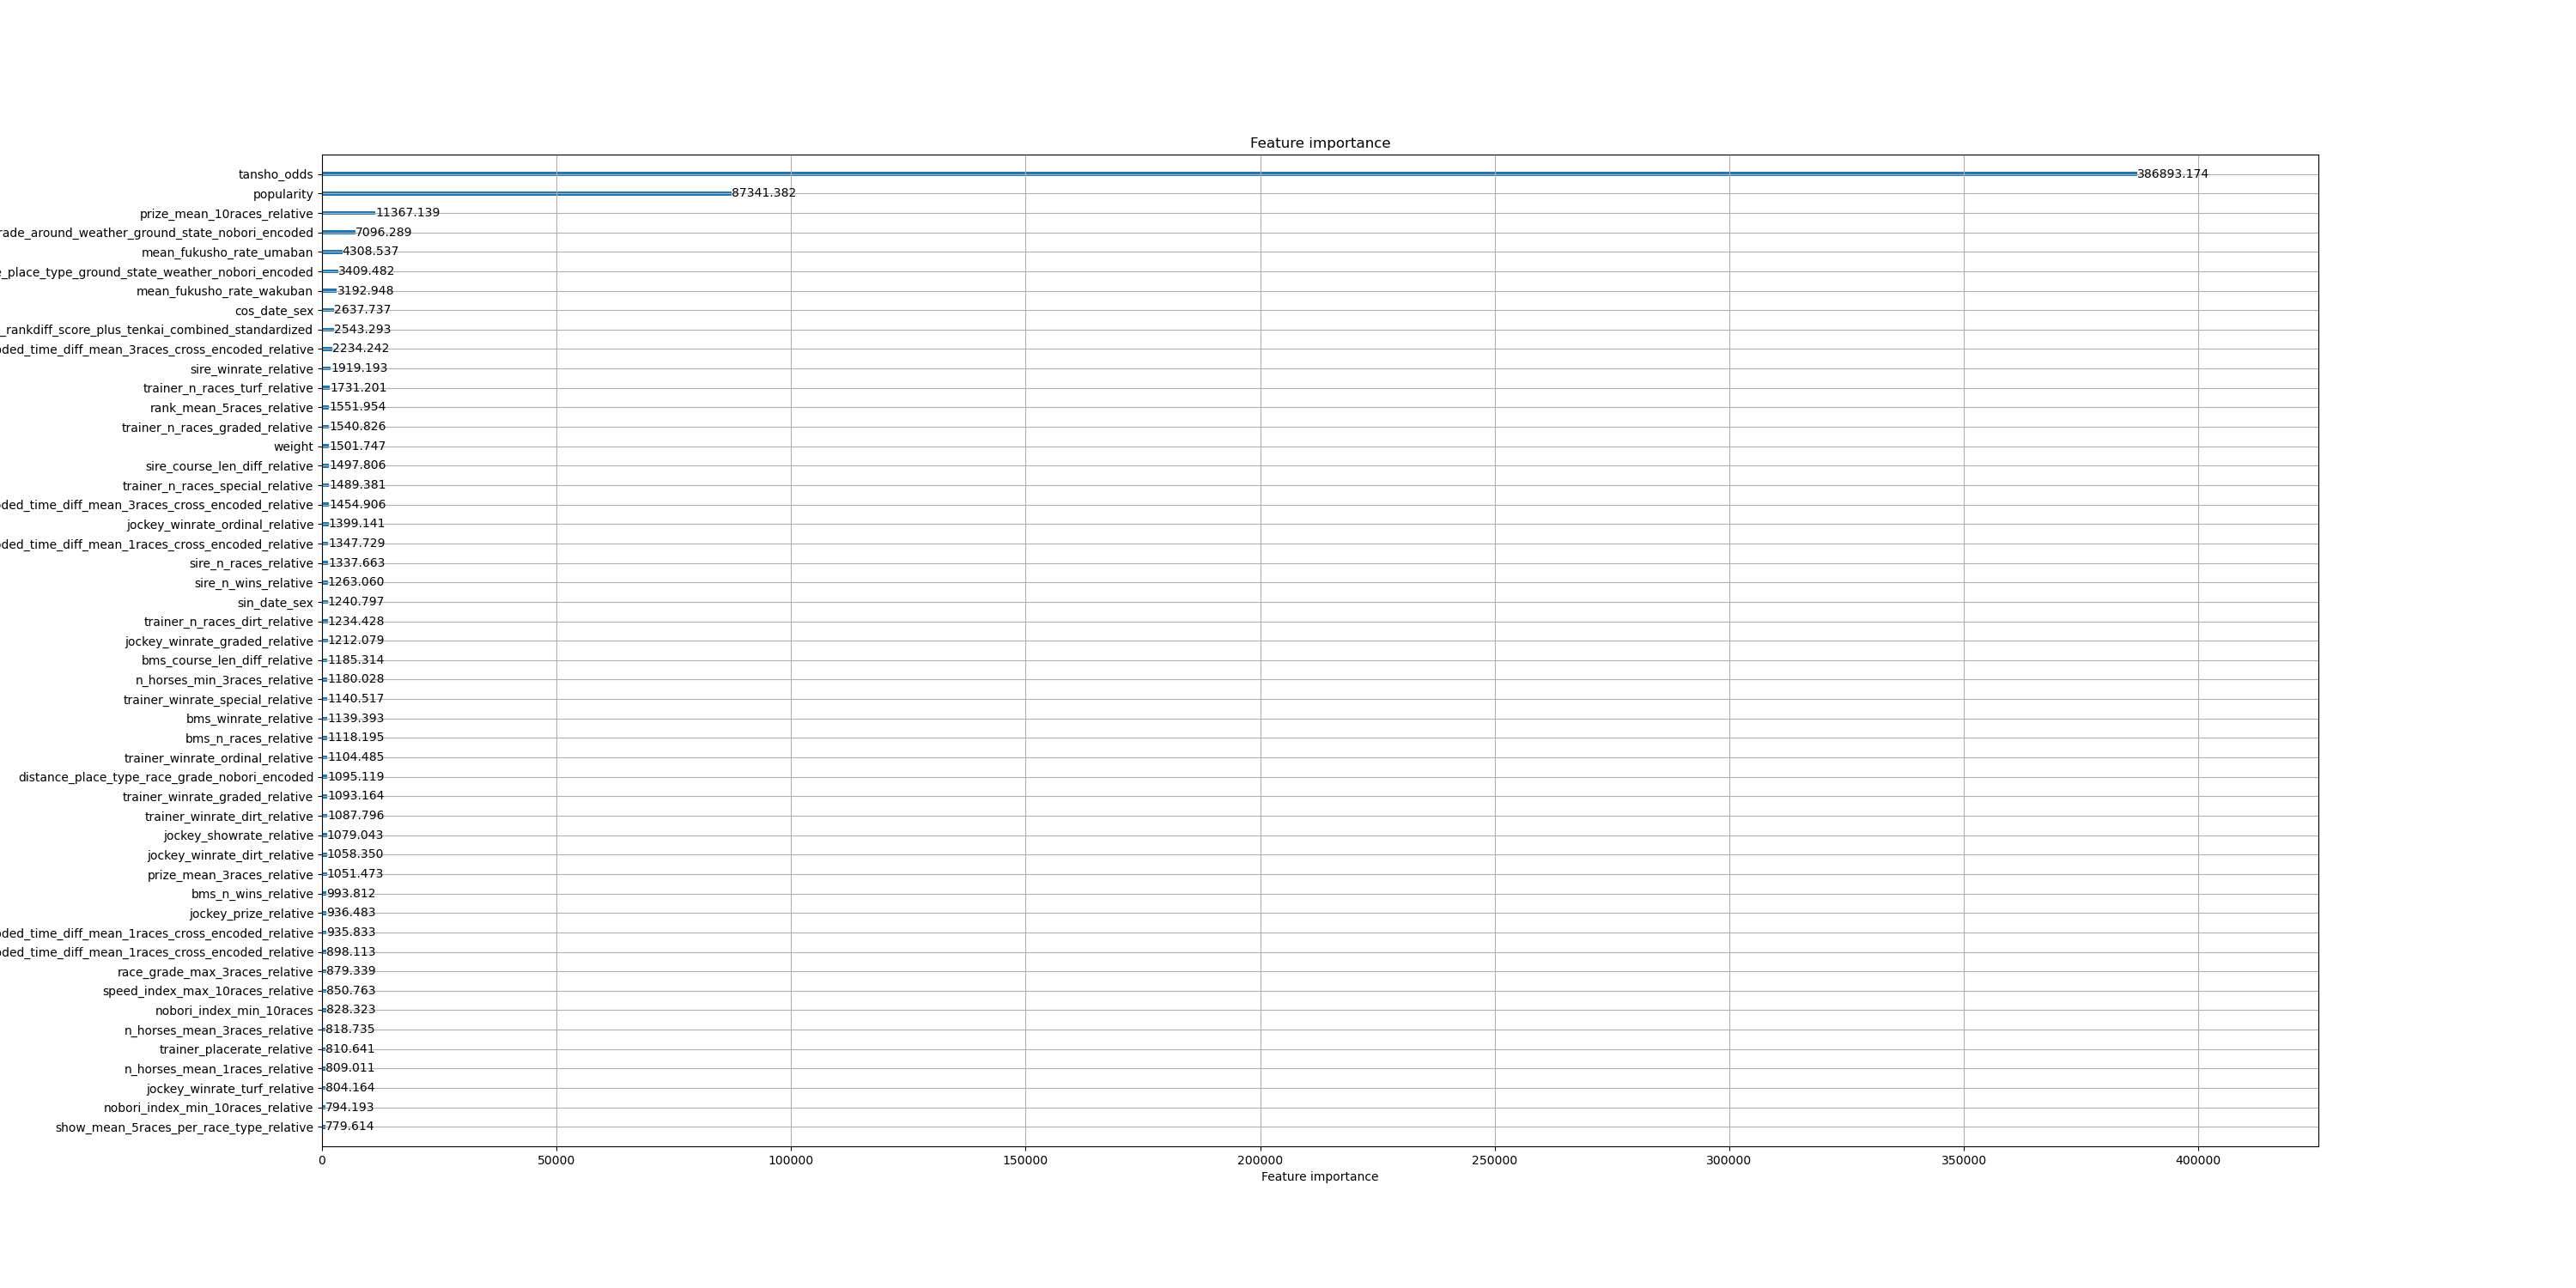 Feature importance
tansho_odds 386893.174
popularity 87341.382
prize_mean_10races_relative 11367.139
rade_around_weather_ground_state_nobori_encoded 7096.289
mean_fukusho_rate_umaban 4308.537
_place_type_ground_state_weather_nobori_encoded 3409.482
mean_fukusho_rate_wakuban 3192.948
cos_date_sex 2637.737
_rankdiff_score_plus_tenkai_combined_standardized 2543.293
ded_time_diff_mean_3races_cross_encoded_relative 2234.242
sire_winrate_relative 1919.193
trainer_n_races_turf_relative 1731.201
rank_mean_5races_relative 1551.954
trainer_n_races_graded_relative 1540.826
weight 1501.747
sire_course_len_diff_relative 1497.806
trainer_n_races_special_relative 1489.381
ded_time_diff_mean_3races_cross_encoded_relative 1454.906
jockey_winrate_ordinal_relative 1399.141
ded_time_diff_mean_1races_cross_encoded_relative 1347.729
sire_n_races_relative 1337.663
sire_n_wins_relative 1263.060
sin_date_sex 1240.797
trainer_n_races_dirt_relative 1234.428
jockey_winrate_graded_relative 1212.079
bms_course_len_diff_relative 1185.314
n_horses_min_3races_relative 1180.028
trainer_winrate_special_relative 1140.517
bms_winrate_relative 1139.393
bms_n_races_relative 1118.195
trainer_winrate_ordinal_relative 1104.485
distance_place_type_race_grade_nobori_encoded 1095.119
trainer_winrate_graded_relative 1093.164
trainer_winrate_dirt_relative 1087.796
jockey_showrate_relative 1079.043
jockey_winrate_dirt_relative 1058.350
prize_mean_3races_relative 1051.473
bms_n_wins_relative 993.812
jockey_prize_relative 936.483
ded_time_diff_mean_1races_cross_encoded_relative 935.833
ded_time_diff_mean_1races_cross_encoded_relative 898.113
race_grade_max_3races_relative 879.339
speed_index_max_10races_relative 850.763
nobori_index_min_10races 828.323
n_horses_mean_3races_relative 818.735
trainer_placerate_relative 810.641
n_horses_mean_1races_relative 809.011
jockey_winrate_turf_relative 804.164
nobori_index_min_10races_relative 794.193
show_mean_5races_per_race_type_relative 779.614
0 50000 100000 150000 200000 250000 300000 350000 400000
Feature importance